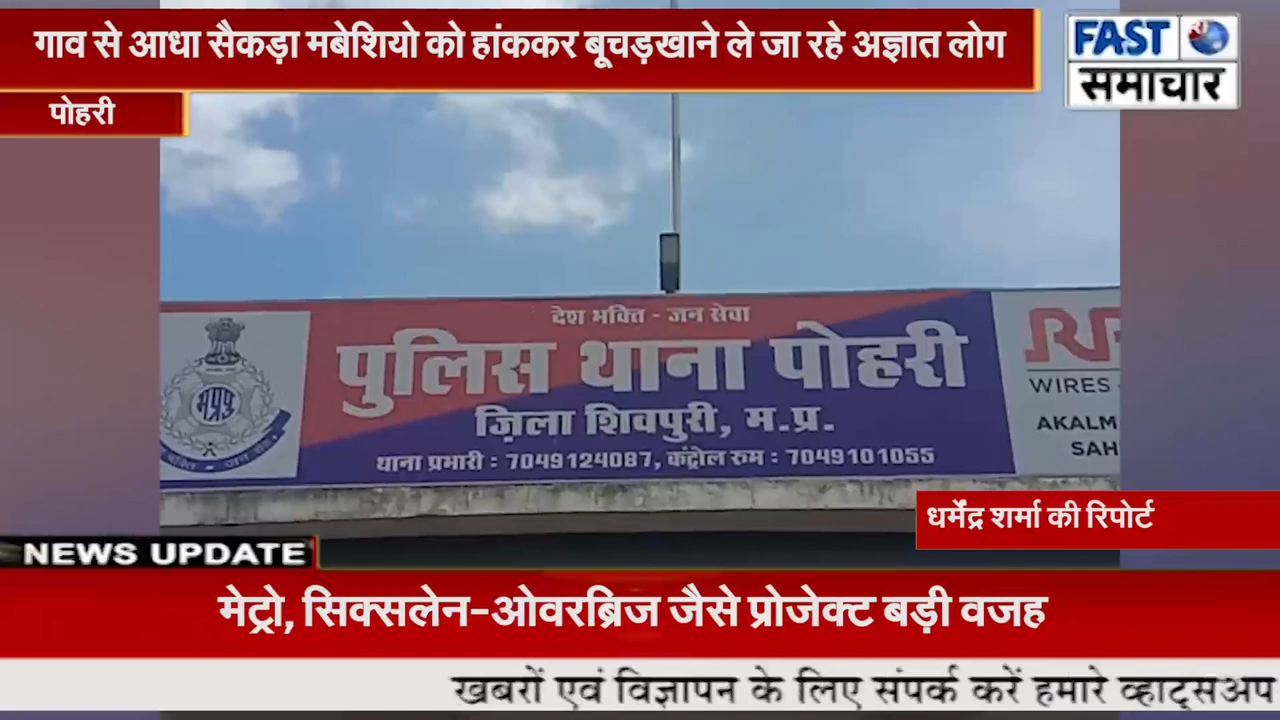 गाव से आधा सैकड़ा मबेशियो को हांककर बूचड़खाने ले जा रहे अज्ञात लोग
FAST
समाचार
पोहरी
देश भक्ति - जन सेवा
पुलिस थाना पोहरी
जिला शिवपुरी, म.प्र.
थाना प्रभारी : 7049124087, कंट्रोल रुम : 7049101055
मप्र
WIRES
AKALM
SAH
धर्मेंद्र शर्मा की रिपोर्ट
NEWS UPDATE
मेट्रो, सिक्सलेन-ओवरब्रिज जैसे प्रोजेक्ट बड़ी वजह
खबरों एवं विज्ञापन के लिए संपर्क करें हमारे व्हाट्सअप